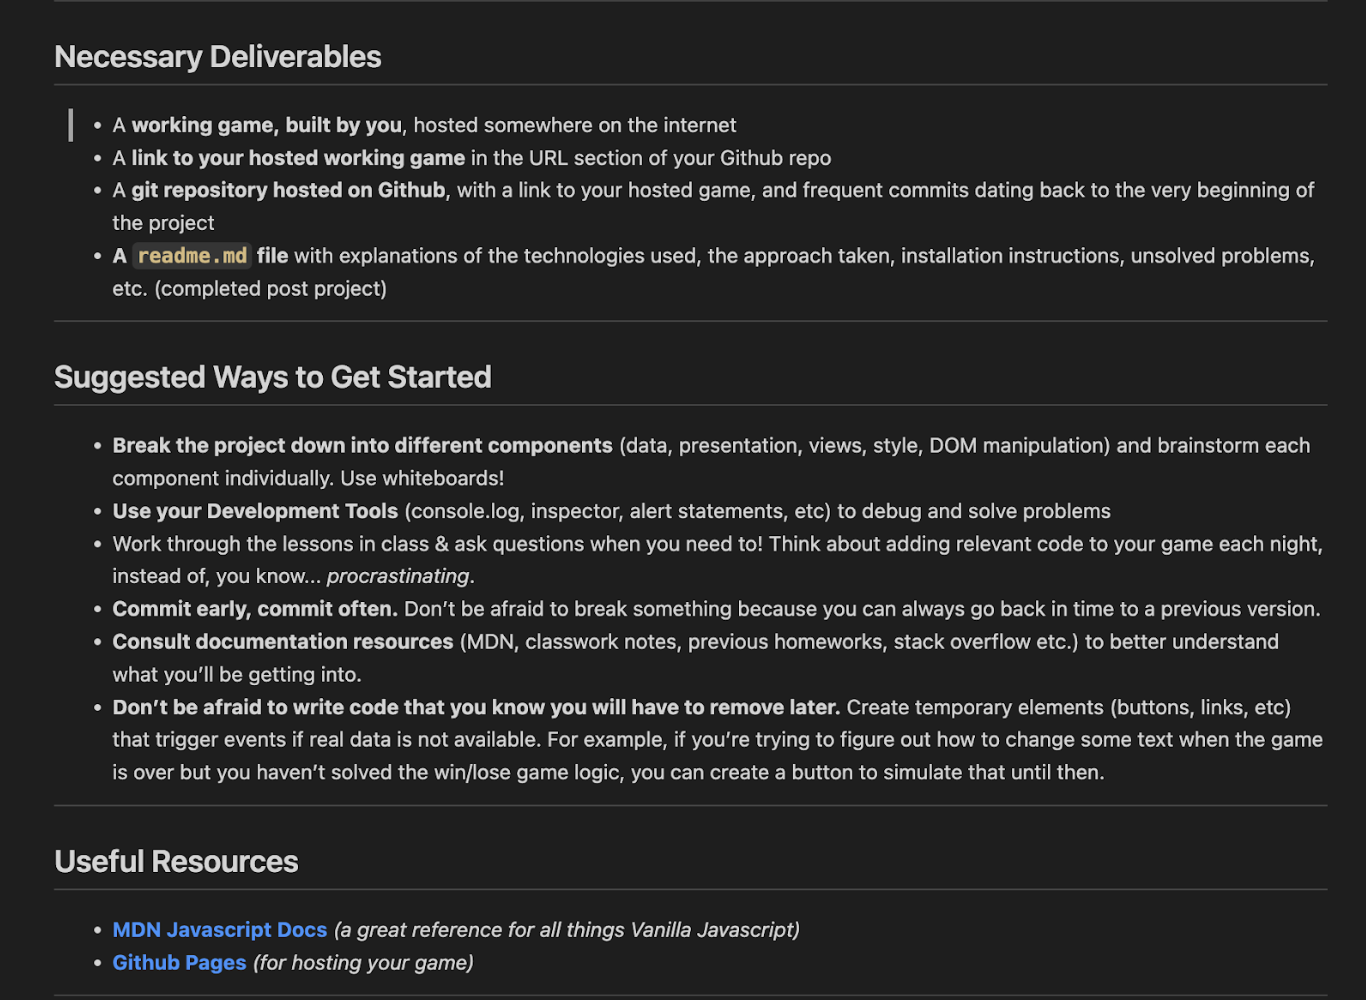 Necessary Deliverables
• A working game, built by you, hosted somewhere on the internet
• A link to your hosted working game in the URL section of your Github repo
• A git repository hosted on Github, with a link to your hosted game, and frequent commits dating back to the very beginning of
the project
• A readme.md file with explanations of the technologies used, the approach taken, installation instructions, unsolved problems,
etc. (completed post project)
Suggested Ways to Get Started
• Break the project down into different components (data, presentation, views, style, DOM manipulation) and brainstorm each
component individually. Use whiteboards!
• Use your Development Tools (console.log, inspector, alert statements, etc) to debug and solve problems
• Work through the lessons in class & ask questions when you need to! Think about adding relevant code to your game each night,
instead of, you know... procrastinating.
• Commit early, commit often. Don’t be afraid to break something because you can always go back in time to a previous version.
• Consult documentation resources (MDN, classwork notes, previous homeworks, stack overflow etc.) to better understand
what you’ll be getting into.
• Don’t be afraid to write code that you know you will have to remove later. Create temporary elements (buttons, links, etc)
that trigger events if real data is not available. For example, if you’re trying to figure out how to change some text when the game
is over but you haven’t solved the win/lose game logic, you can create a button to simulate that until then.
Useful Resources
• MDN Javascript Docs (a great reference for all things Vanilla Javascript)
• Github Pages (for hosting your game)